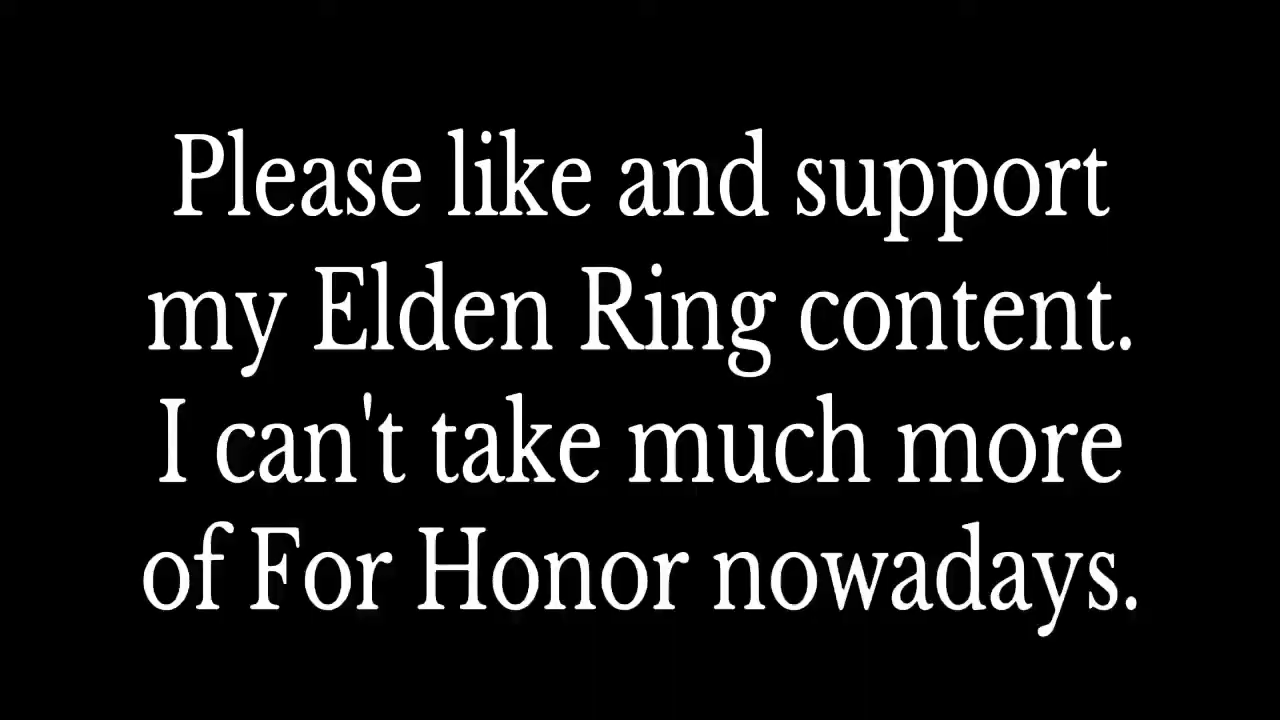 Please like and support
my Elden Ring content.
I can't take much more
of For Honor nowadays.